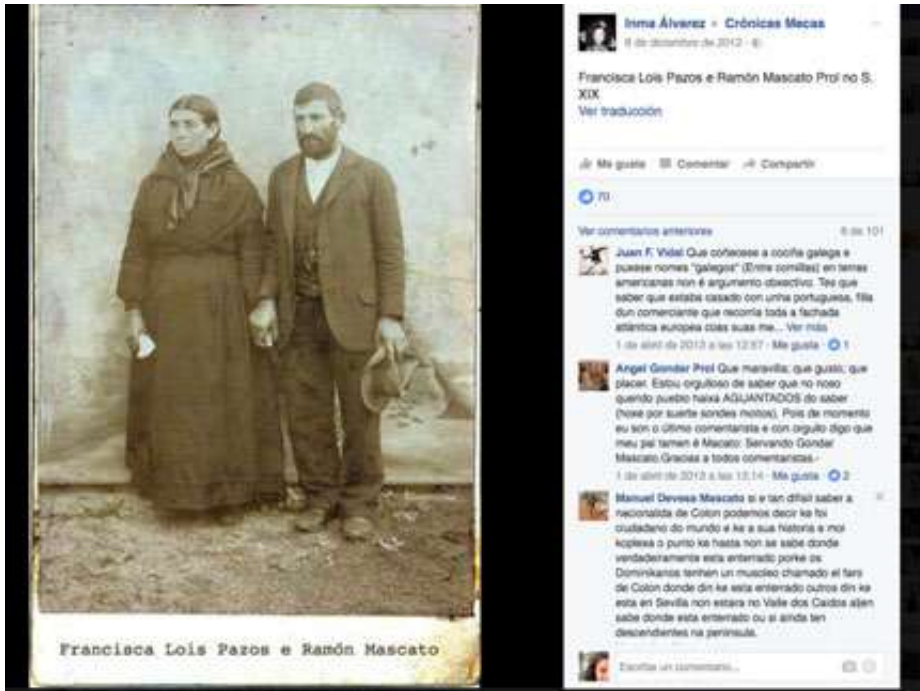 Francisca Lois Pazos e Ramón Mascato
Inma Álvarez ▸ Crónicas Mecas
6 de diciembre de 2012
Francisca Lois Pazos e Ramón Mascato Prol no S.
XIX
Ver traducción
Me gusta Comentar Compartir
70
Ver comentarios anteriores 6 de 101
Juan F. Vidal Que coñecese a cociña galega e
puxese nomes "galegos" (Entre comillas) en terras
americanas non é argumento obxectivo. Tes que
saber que estaba casado con unha portuguesa, filla
dun comerciante que recorría toda a fachada
atlántica europea coas suas me... Ver más
1 de abril de 2013 a las 12:57 · Me gusta · 1
Angel Gondar Prol Que maravilla; que gusto; que
placer. Estou orgulloso de saber que no noso
querido pueblo haixa AGUANTADOS do saber
(hoxe por suerte sondes moitos). Pois de momento
eu son o último comentarista e con orgullo digo que
meu pai tamen é Macato: Servando Gondar
Mascato.Gracias a todos comentaristas.-
1 de abril de 2013 a las 13:14 · Me gusta · 2
Manuel Devesa Mascato si e tan difisil saber a
nacionalida de Colon podemos decir ke foi
ciudadano do mundo e ke a sua historia e moi
koplexa o punto ke hasta non se sabe donde
verdadeiramente esta enterrado porke os
Dominikanos tenhen un musoleo chamado el faro
de Colon donde din ke esta enterrado outros din ke
esta en Sevilla non estara no Valle dos Caidos
sabe donde esta enterrado ou si ainda ten
descendientes na peninsula.
Escribe un comentario...